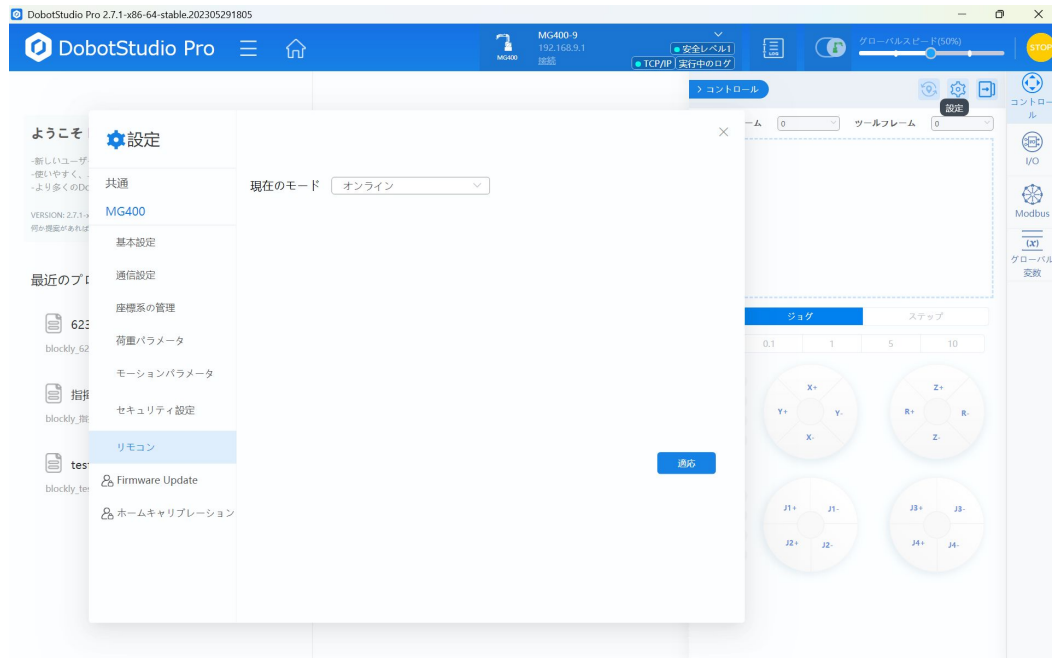 DobotStudio Pro 2.7.1-x86-64-stable.202305291805
DobotStudio Pro
MG400
MG400-9
192.168.9.1
接続
安全レベル1
TCP/IP 実行中のログ
LOG
グローバルスピード(50%)
STOP
コントロール
設定
ツールフレーム 0
0
コントロー
ル
I/O
Modbus
(x)
グローバル
変数
ようこそ
-新しいユーザ
-使いやすく、
-より多くのDo
VERSION: 2.7.1-x
何か提案があれば
最近のプロ
623
blockly_62
指揮
blockly_指
test
blockly_te
設定
共通
MG400
基本設定
通信設定
座標系の管理
荷重パラメータ
モーションパラメータ
セキュリティ設定
リモコン
Firmware Update
ホームキャリブレーション
現在のモード オンライン
適応
ジョグ ステップ
0.1 1 5 10
X+
Y+ Y-
X-
Z+
R+ R-
Z-
J1+ J1-
J2+ J2-
J3+ J3-
J4+ J4-